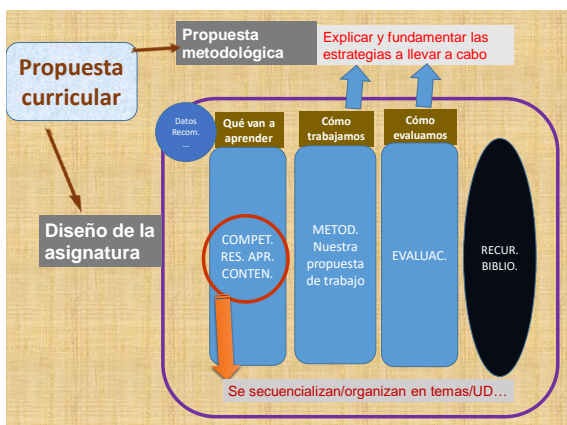 Propuesta
curricular
Propuesta
metodológica
Explicar y fundamentar las
estrategias a llevar a cabo
Datos
Recom.
...
Qué van a
aprender
Cómo
trabajamos
Cómo
evaluamos
Diseño de la
asignatura
COMPET.
RES. APR.
CONTEN.
METOD.
Nuestra
propuesta
de trabajo
EVALUAC.
RECUR.
BIBLIO.
Se secuencializan/organizan en temas/UD...